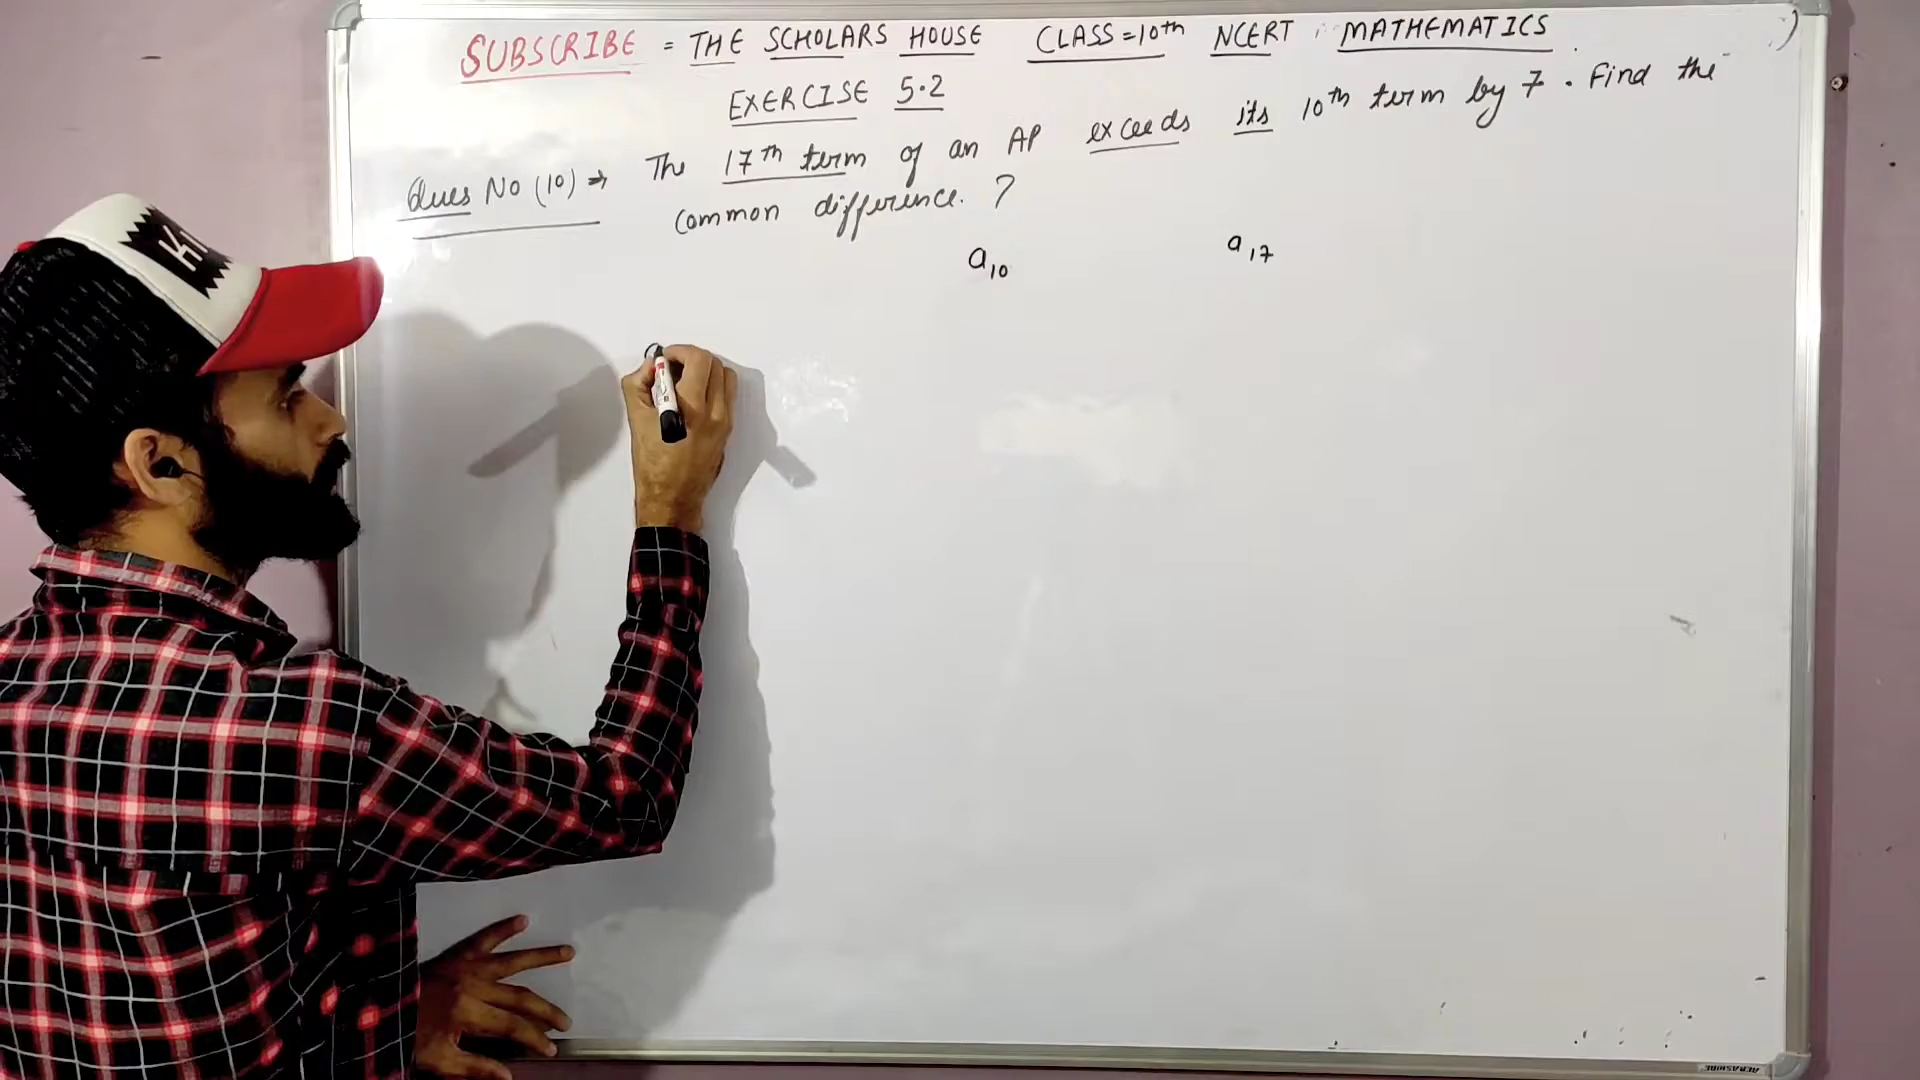 SUBSCRIBE = THE SCHOLARS HOUSE CLASS=10th NCERT MATHEMATICS
EXERCISE 5.2
Ques No (10) ⇒ The 17th term of an AP exceeds its 10th term by 7. Find the
common difference. ?
a10 a17